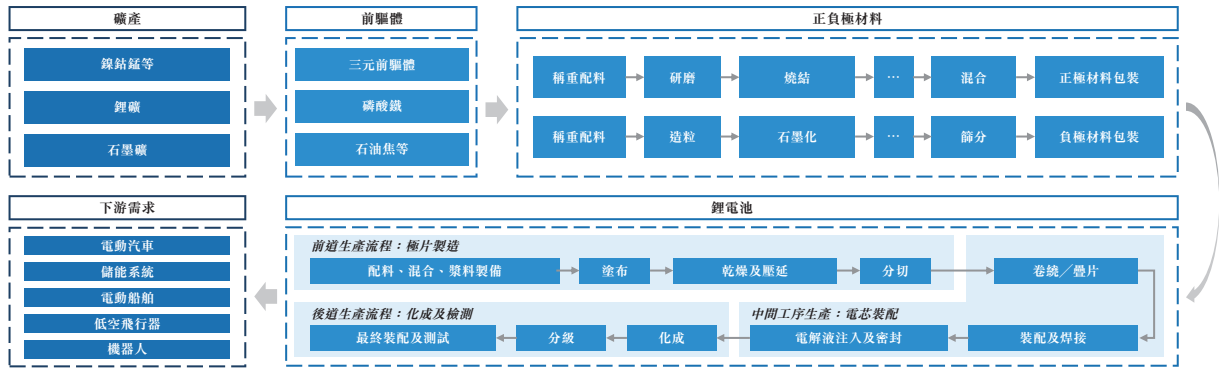 礦產
鎳鈷錳等
鋰礦
石墨礦
前驅體
三元前驅體
磷酸鐵
石油焦等
正負極材料
稱重配料
研磨
燒結
…
混合
正極材料包裝
稱重配料
造粒
石墨化
…
篩分
負極材料包裝
鋰電池
前道生產流程：極片製造
配料、混合、漿料製備
塗布
乾燥及壓延
分切
卷繞／疊片
裝配及焊接
中間工序生產：電芯裝配
電解液注入及密封
後道生產流程：化成及檢測
化成
分級
最終裝配及測試
下游需求
電動汽車
儲能系統
電動船舶
低空飛行器
機器人